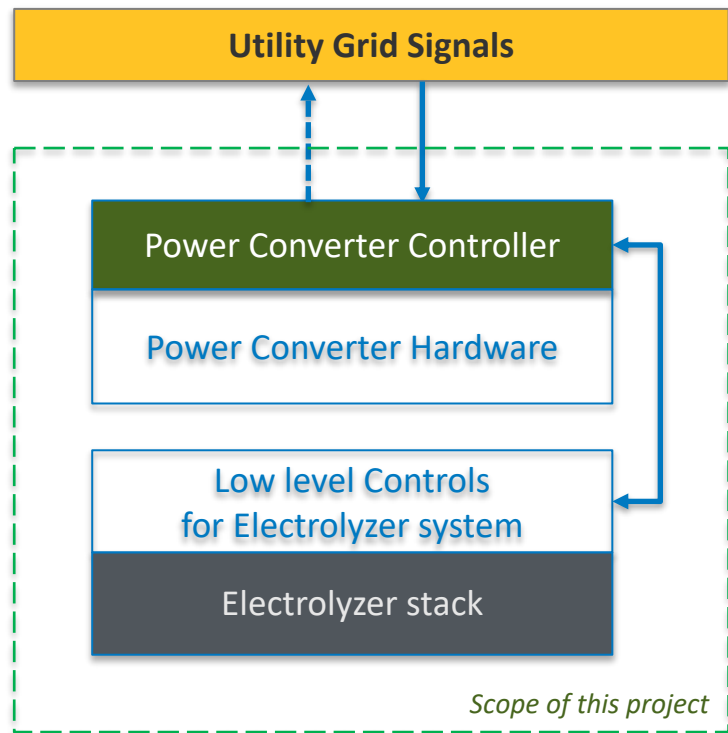 Utility Grid Signals
Power Converter Controller
Power Converter Hardware
Low level Controls
for Electrolyzer system
Electrolyzer stack
Scope of this project